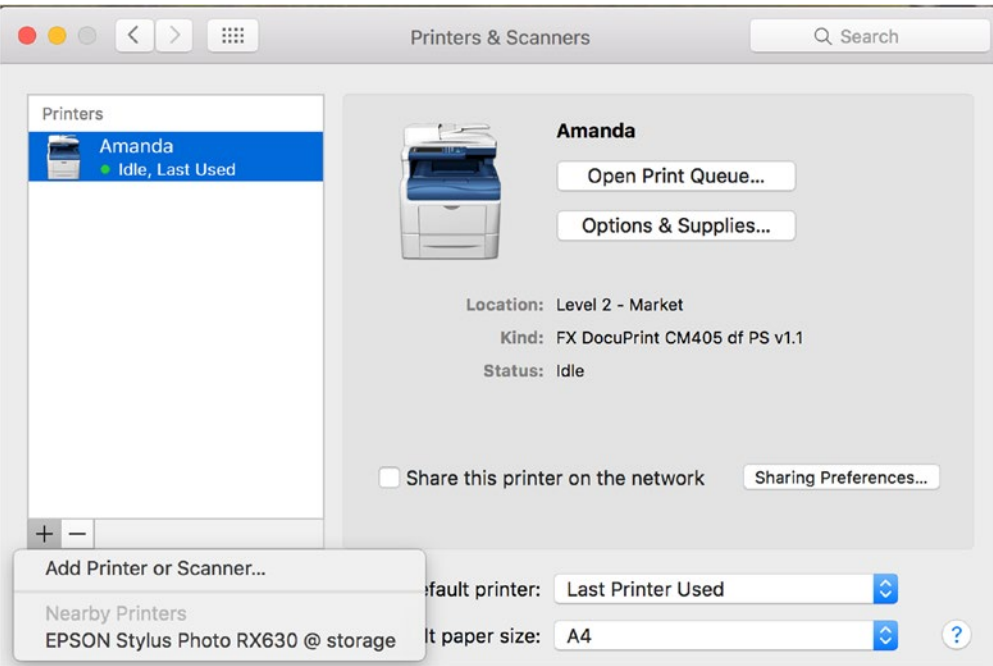 Printers & Scanners
Search
Printers
Amanda
Idle, Last Used
Amanda
Open Print Queue...
Options & Supplies...
Location: Level 2 - Market
Kind: FX DocuPrint CM405 df PS v1.1
Status: Idle
Share this printer on the network
Sharing Preferences...
+ −
Add Printer or Scanner...
Nearby Printers
EPSON Stylus Photo RX630 @ storage
efault printer: Last Printer Used
lt paper size: A4
?